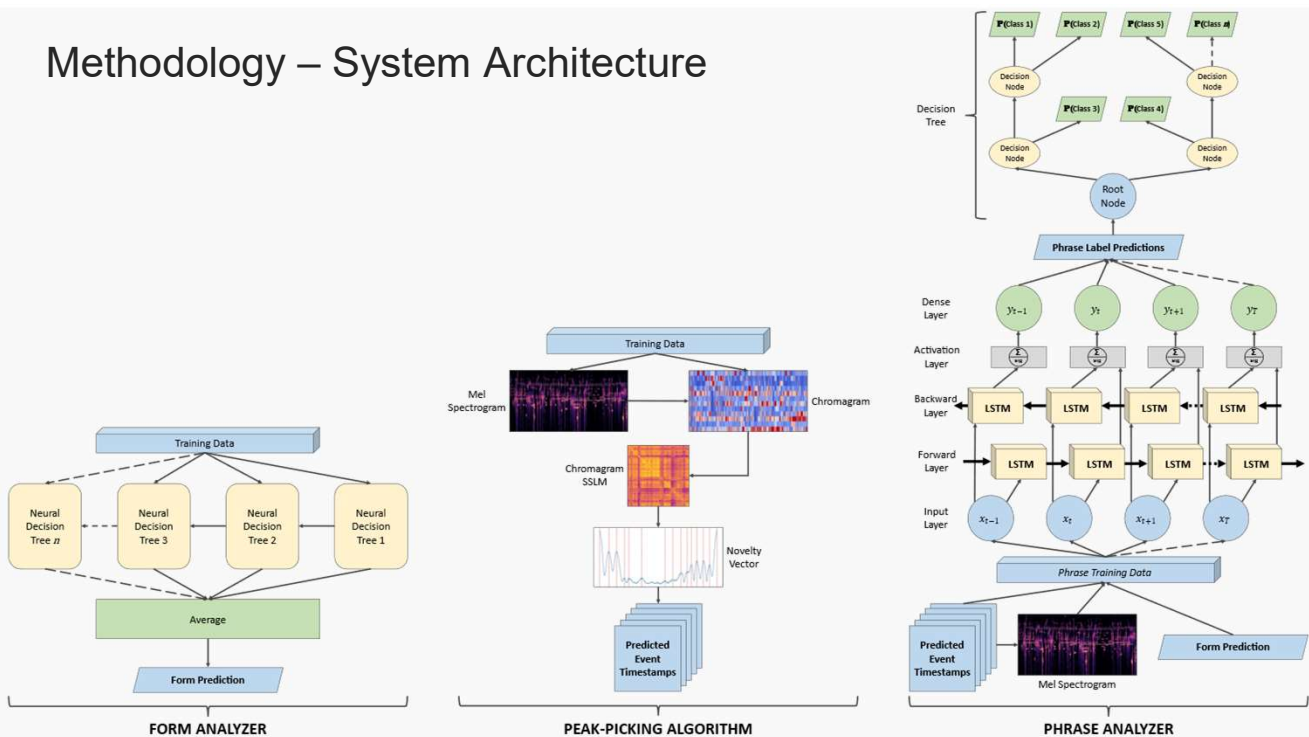 Methodology – System Architecture
Training Data
Neural
Decision
Tree n
Neural
Decision
Tree 3
Neural
Decision
Tree 2
Neural
Decision
Tree 1
Average
Form Prediction
FORM ANALYZER
Training Data
Mel
Spectrogram
Chromagram
Chromagram
SSLM
Novelty
Vector
Predicted
Event
Timestamps
PEAK-PICKING ALGORITHM
P(Class 1)
P(Class 2)
P(Class 5)
P(Class n)
Decision
Node
Decision
Node
Decision
Tree
P(Class 3)
P(Class 4)
Decision
Node
Decision
Node
Root
Node
Phrase Label Predictions
Dense
Layer
yt−1
yt
yt+1
yT
Activation
Layer
Σ
Σ
Σ
Σ
Backward
Layer
LSTM
LSTM
LSTM
LSTM
Forward
Layer
LSTM
LSTM
LSTM
LSTM
Input
Layer
xt−1
xt
xt+1
xT
Phrase Training Data
Predicted
Event
Timestamps
Mel Spectrogram
Form Prediction
PHRASE ANALYZER